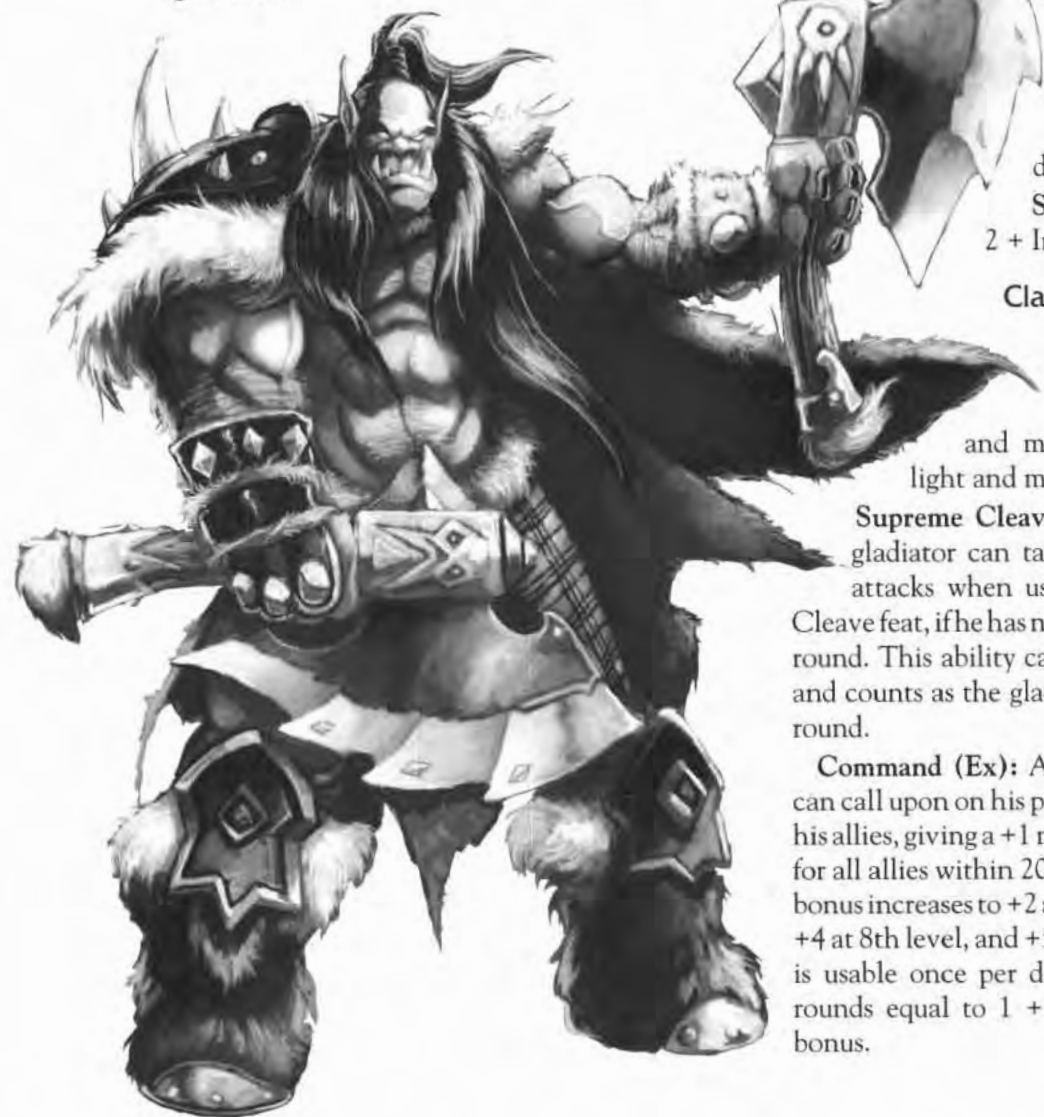 d
S
2 + In
Cla
and m
light and m
Supreme Cleav
gladiator can ta
attacks when us
Cleave feat, if he has n
round. This ability ca
and counts as the gla
round.
Command (Ex): A
can call upon on his p
his allies, giving a +1 m
for all allies within 20
bonus increases to +2 a
+4 at 8th level, and +
is usable once per d
rounds equal to 1 +
bonus.